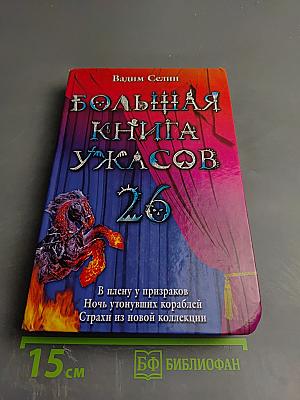 Вадим Селин
БОЛЬШАЯ
КНИГА
УЖАСОВ
26
В плену у призраков
Ночь утонувших кораблей
Страхи из новой коллекции
15 см
БФ БИБЛИОФАН